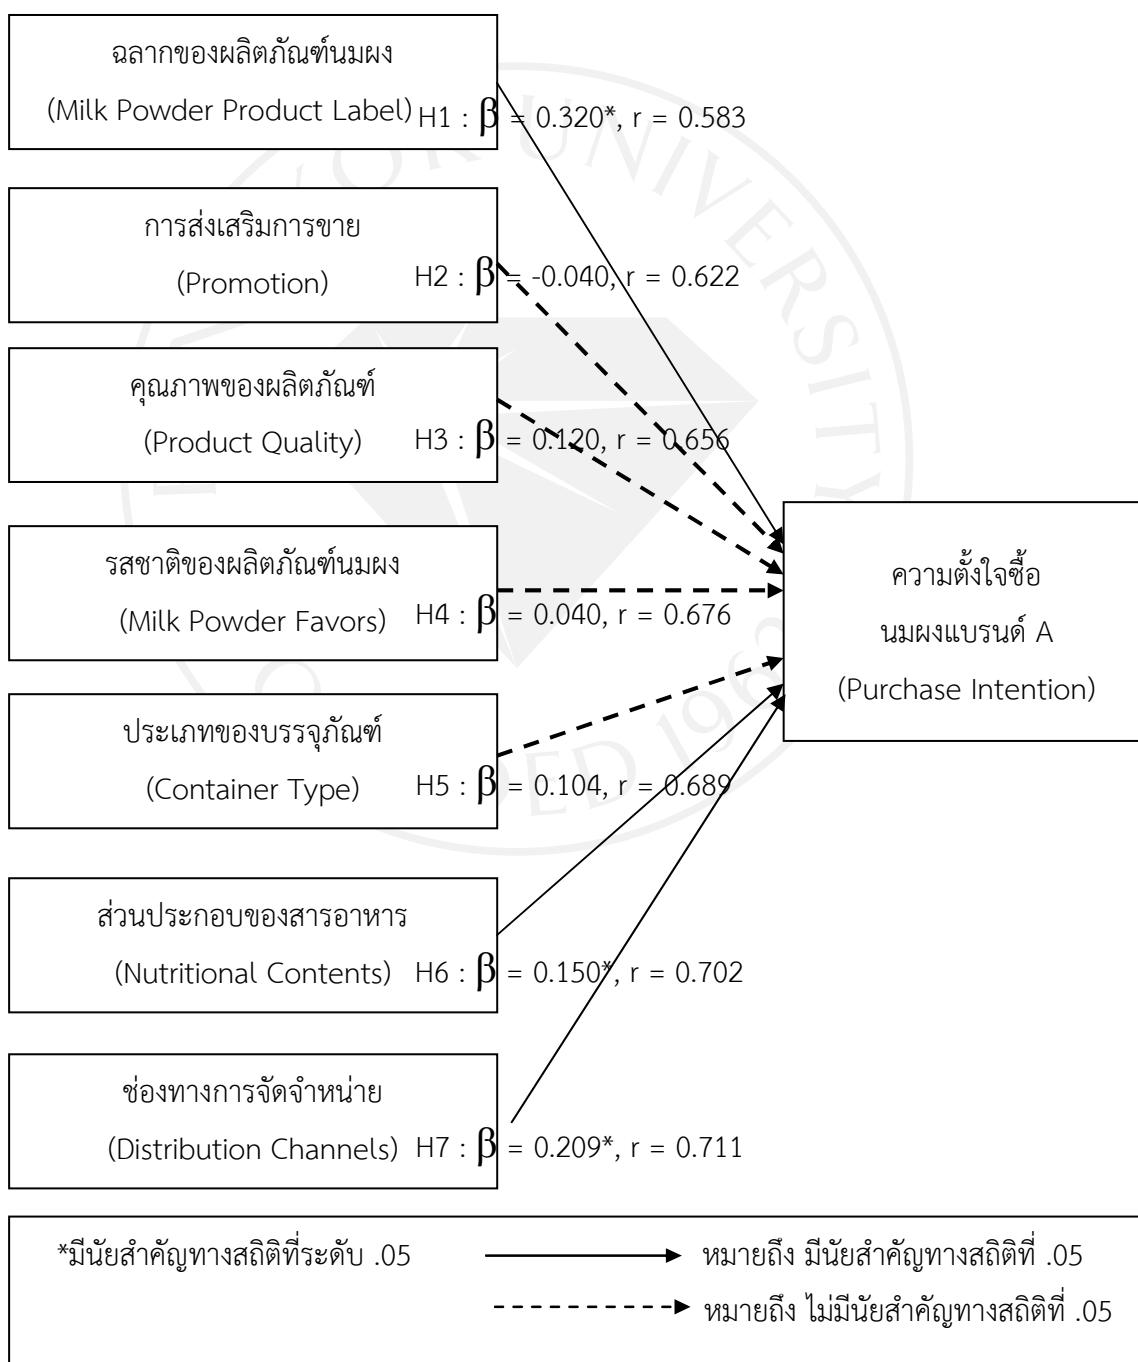 ฉลากของผลิตภัณฑ์นมผง
(Milk Powder Product Label) H1 : β = 0.320*, r = 0.583
การส่งเสริมการขาย
(Promotion) H2 : β = -0.040, r = 0.622
คุณภาพของผลิตภัณฑ์
(Product Quality) H3 : β = 0.120, r = 0.656
รสชาติของผลิตภัณฑ์นมผง
(Milk Powder Favors) H4 : β = 0.040, r = 0.676
ความตั้งใจซื้อ
นมผงแบรนด์ A
(Purchase Intention)
ประเภทของบรรจุภัณฑ์
(Container Type) H5 : β = 0.104, r = 0.689
ส่วนประกอบของสารอาหาร
(Nutritional Contents) H6 : β = 0.150*, r = 0.702
ช่องทางการจัดจำหน่าย
(Distribution Channels) H7 : β = 0.209*, r = 0.711
*มีนัยสำคัญทางสถิติที่ระดับ .05 หมายถึง มีนัยสำคัญทางสถิติที่ .05
หมายถึง ไม่มีนัยสำคัญทางสถิติที่ .05
UNIVERSITY